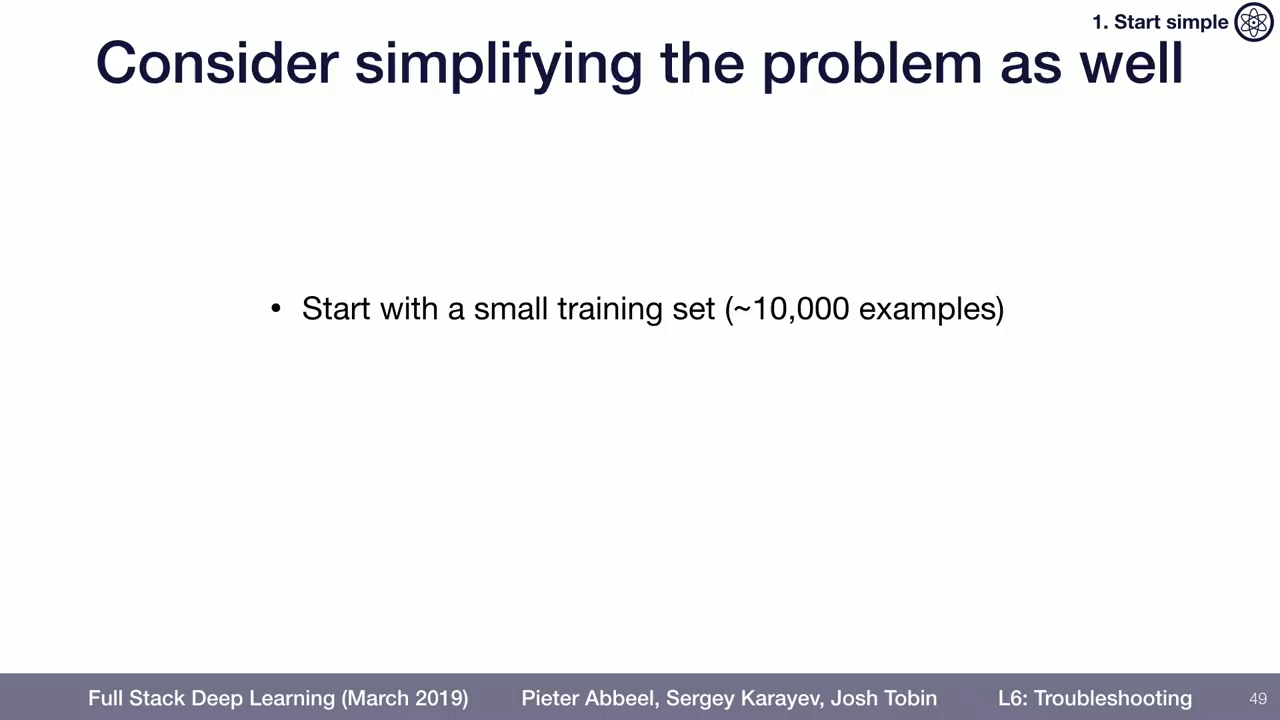 1. Start simple
Consider simplifying the problem as well
• Start with a small training set (~10,000 examples)
Full Stack Deep Learning (March 2019) Pieter Abbeel, Sergey Karayev, Josh Tobin L6: Troubleshooting 49